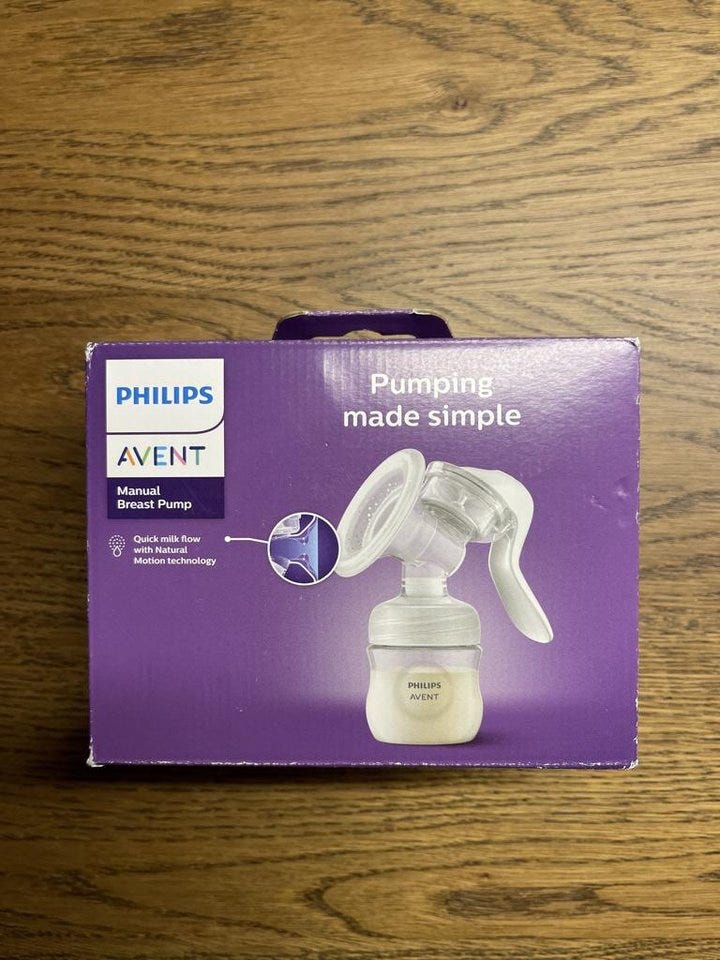 PHILIPS
AVENT
Manual
Breast Pump
Quick milk flow
with Natural
Motion technology
Pumping
made simple
PHILIPS
AVENT